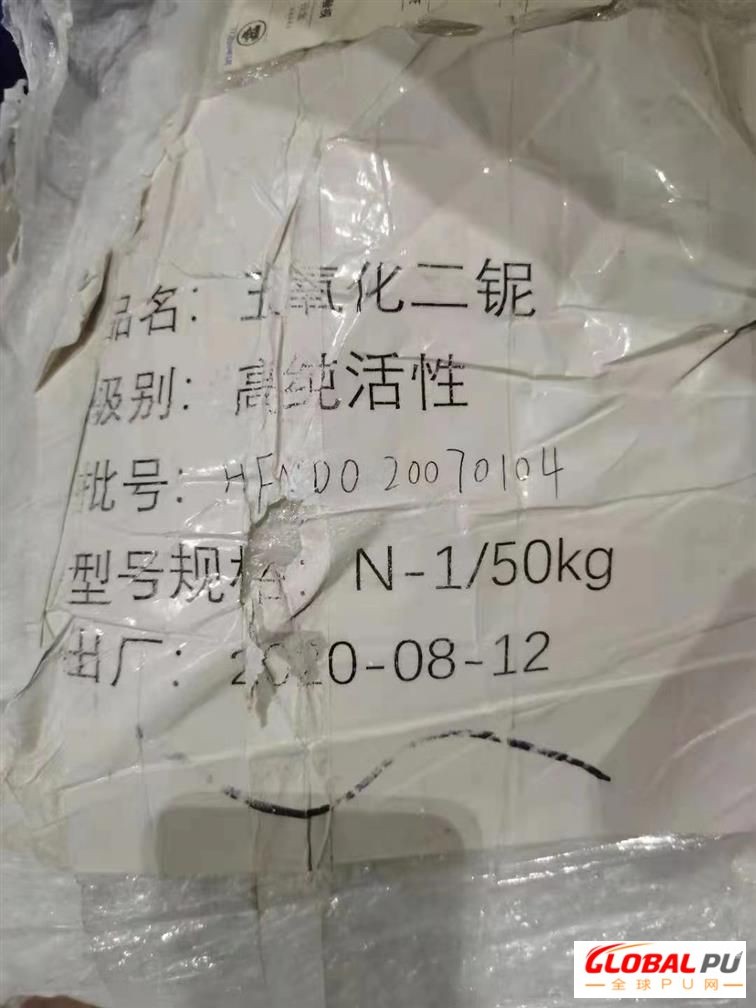 品名：五氧化二铌
级别：高纯活性
批号：HFNDO 20070104
型号规格：N-1/50kg
出厂：2020-08-12
GLOBAL PU
全球PU网